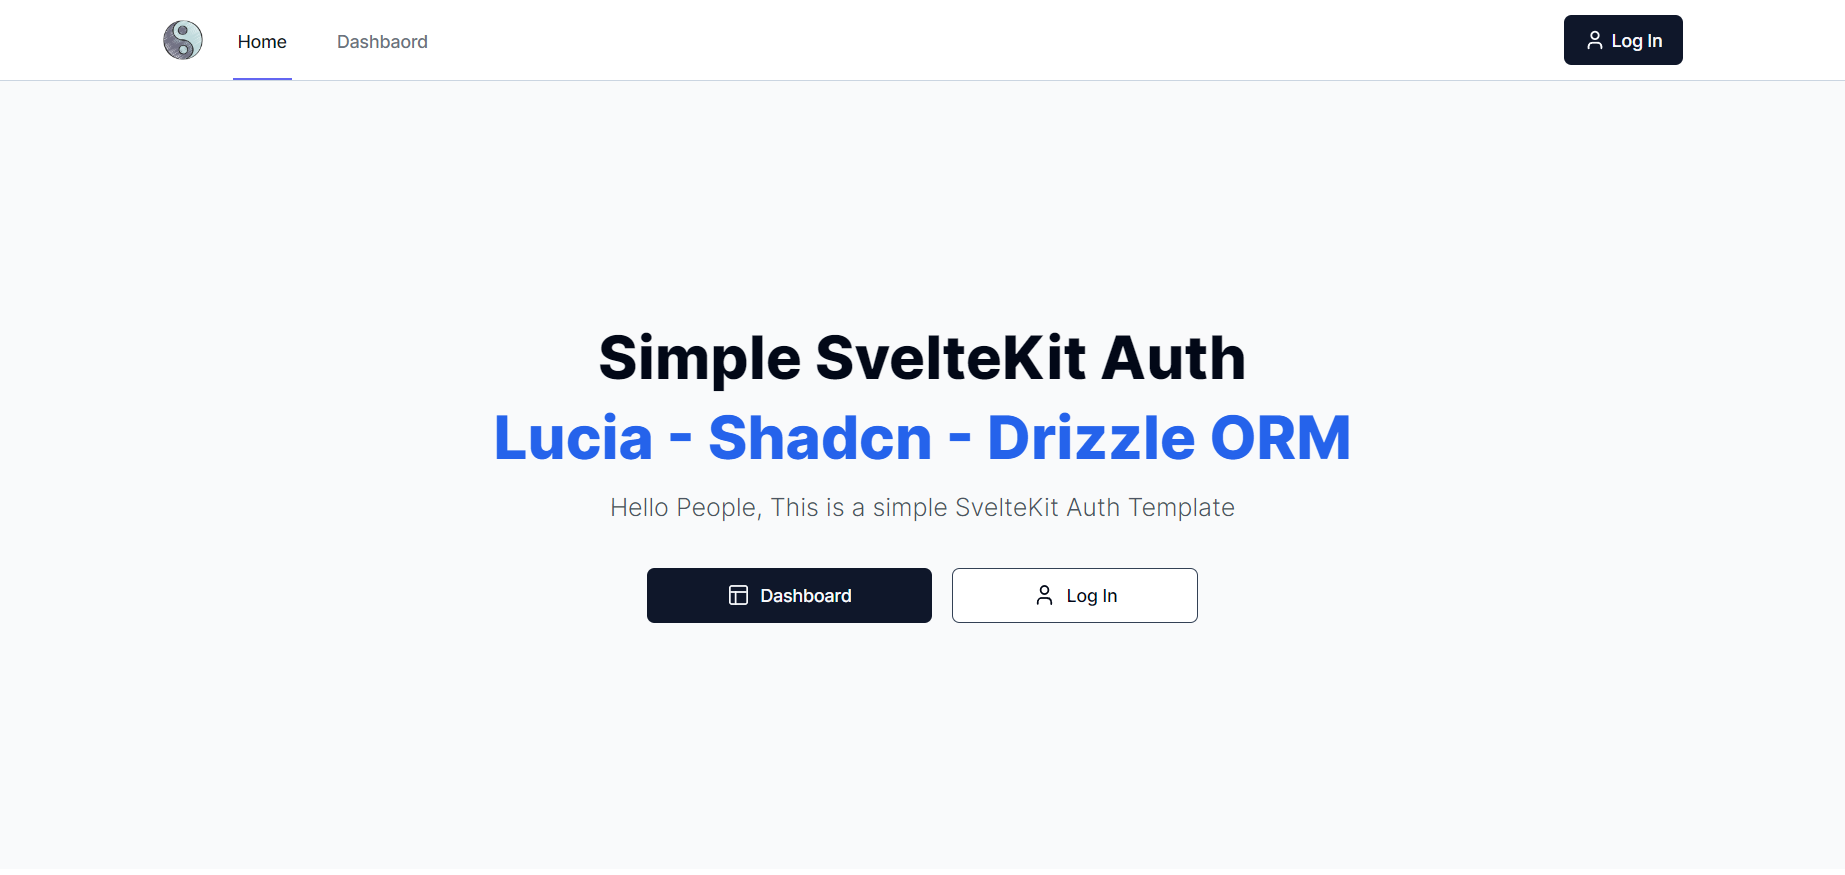 Home
Dashbaord
Log In
Simple SvelteKit Auth
Lucia - Shadcn - Drizzle ORM
Hello People, This is a simple SvelteKit Auth Template
Dashboard
Log In